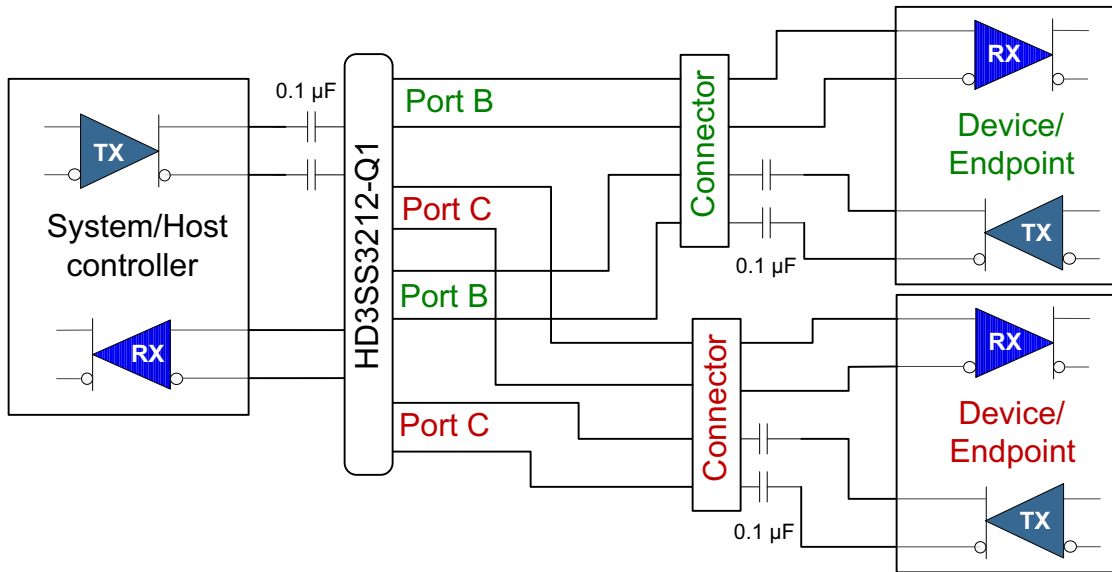 TX
System/Host
controller
RX
0.1 µF
HD3SS3212-Q1
Port B
Port C
Port B
Port C
Connector
0.1 µF
RX
Device/
Endpoint
TX
Connector
0.1 µF
RX
Device/
Endpoint
TX